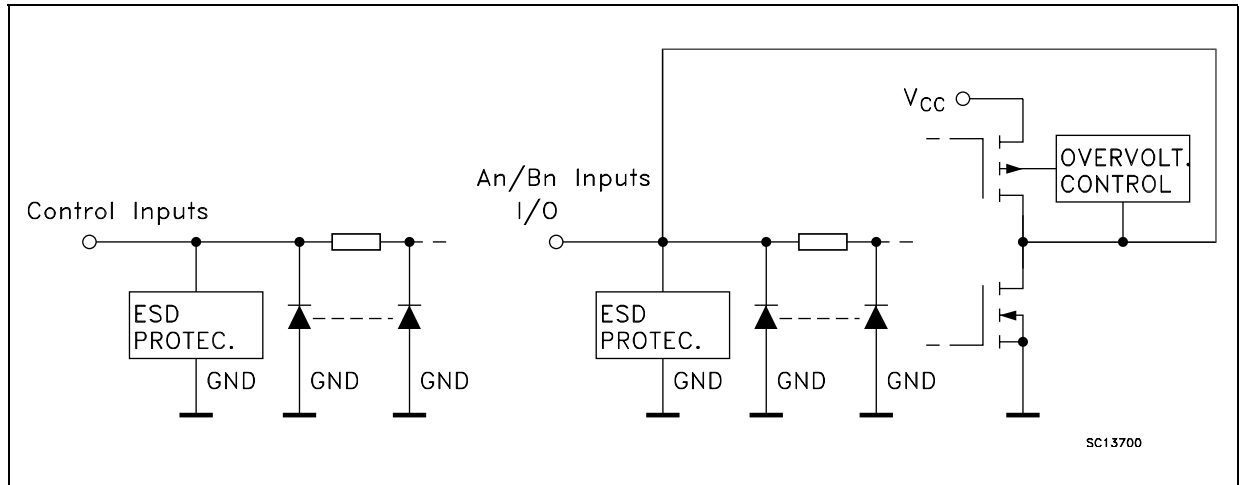 VCC
OVERVOLT.
CONTROL
An/Bn Inputs
I/O
Control Inputs
ESD
PROTEC.
ESD
PROTEC.
GND
GND
GND
GND
GND
GND
SC13700